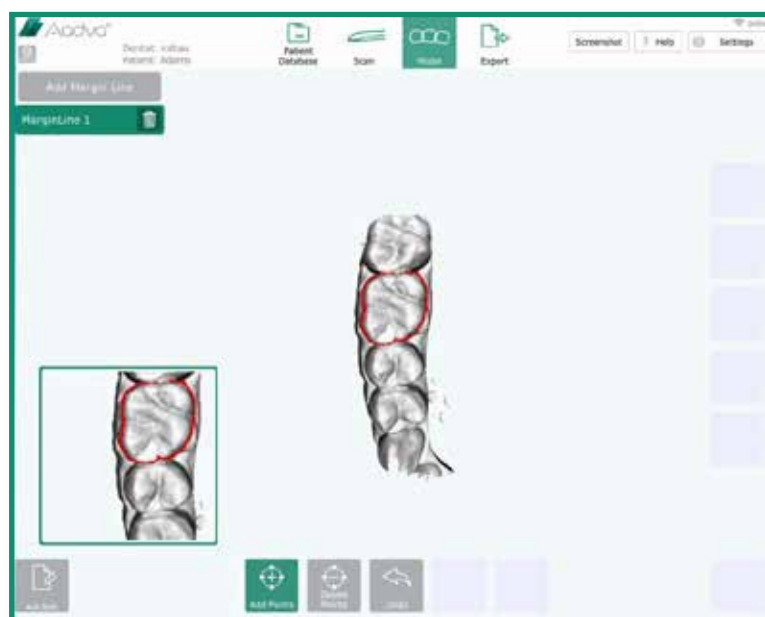 Aadva
Dentist:
Patient: Adams
Patient
Database
Scan
Model
Export
Screenshot
? Help
Settings
Add Margin Line
MarginLine 1
Add Points
Delete
Points
Undo